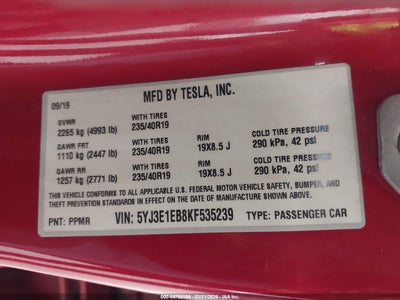 MFD BY TESLA, INC.
09/19
GVWR WITH TIRES
2265 kg (4993 lb) 235/40R19
GAWR FRT WITH TIRES RIM COLD TIRE PRESSURE
1110 kg (2447 lb) 235/40R19 19X8.5 J 290 kPa, 42 psi
GAWR RR WITH TIRES RIM COLD TIRE PRESSURE
1257 kg (2771 lb) 235/40R19 19X8.5 J 290 kPa, 42 psi
THIS VEHICLE CONFORMS TO ALL APPLICABLE U.S. FEDERAL MOTOR VEHICLE SAFETY, BUMPER, AND
THEFT PREVENTION STANDARDS IN EFFECT ON THE DATE OF MANUFACTURE SHOWN ABOVE.
PNT: PPMR VIN: 5YJ3E1EB8KF535239 TYPE: PASSENGER CAR